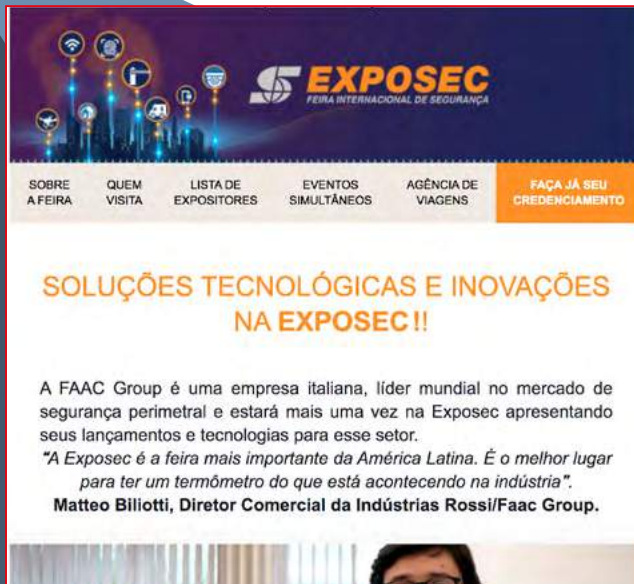 EXPOSEC
FEIRA INTERNACIONAL DE SEGURANÇA
SOBRE
A FEIRA
QUEM
VISITA
LISTA DE
EXPOSITORES
EVENTOS
SIMULTÂNEOS
AGÊNCIA DE
VIAGENS
FAÇA JÁ SEU
CREDENCIAMENTO
SOLUÇÕES TECNOLÓGICAS E INOVAÇÕES
NA EXPOSEC!!
A FAAC Group é uma empresa italiana, líder mundial no mercado de
segurança perimetral e estará mais uma vez na Exposec apresentando
seus lançamentos e tecnologias para esse setor.
"A Exposec é a feira mais importante da América Latina. É o melhor lugar
para ter um termômetro do que está acontecendo na indústria".
Matteo Biliotti, Diretor Comercial da Indústrias Rossi/Faac Group.